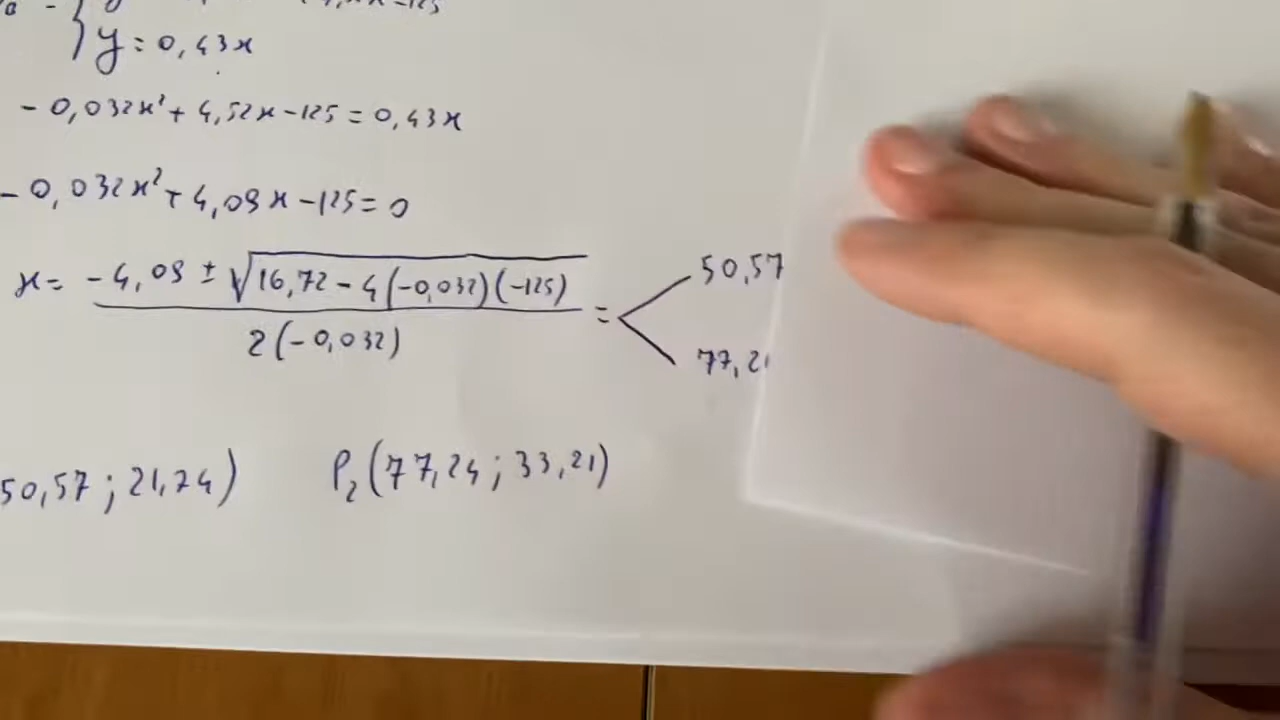 y = 0,43x
- 0,032x² + 4,52x - 125 = 0,43x
- 0,032x² + 4,09x - 125 = 0
x = \frac{-4,09 ± \sqrt{16,72 - 4(-0,032)(-125)}}{2(-0,032)} = < 50,57
77,2
50,57 ; 21,74) P₂(77,24 ; 33,21)